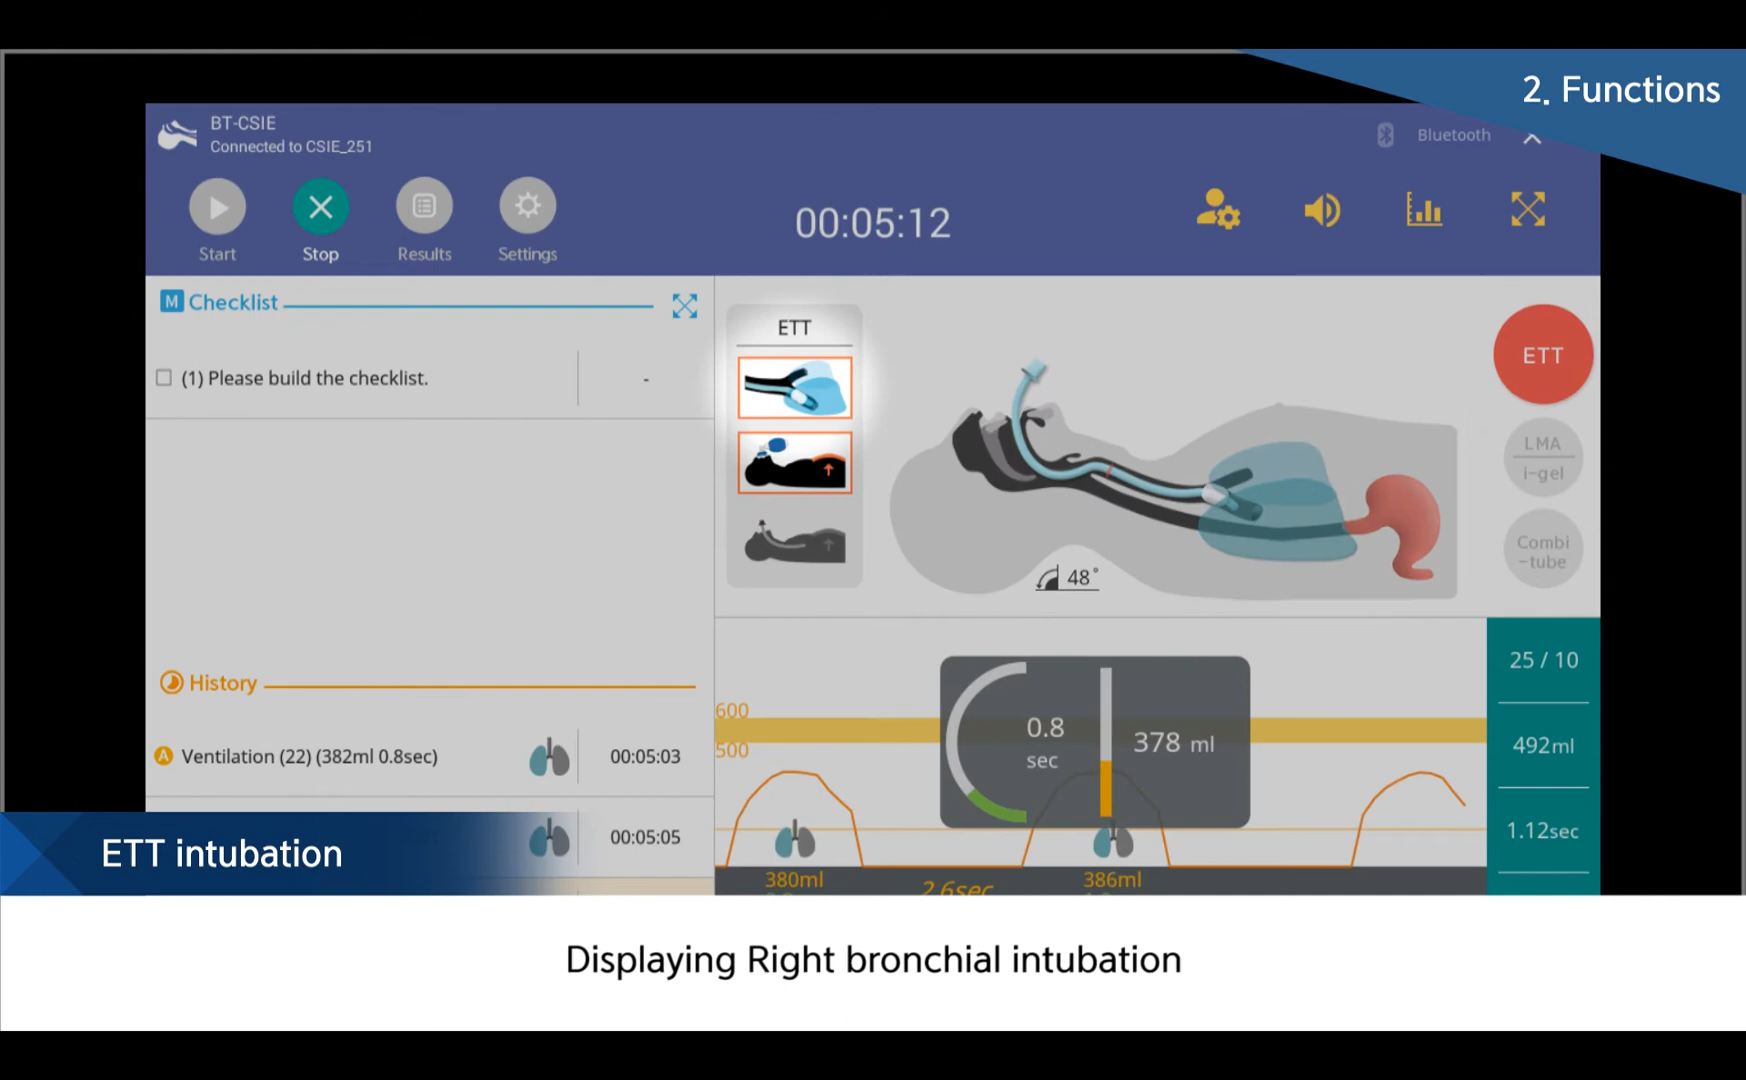 2. Functions
BT-CSIE
Connected to CSIE_251
Bluetooth
Start
Stop
Results
Settings
00:05:12
M Checklist
(1) Please build the checklist.
-
ETT
48°
ETT
LMA
i-gel
Combi
-tube
History
A Ventilation (22) (382ml 0.8sec)
00:05:03
00:05:05
600
500
0.8
sec
378 ml
380ml
2.6sec
386ml
25 / 10
492ml
1.12sec
ETT intubation
Displaying Right bronchial intubation